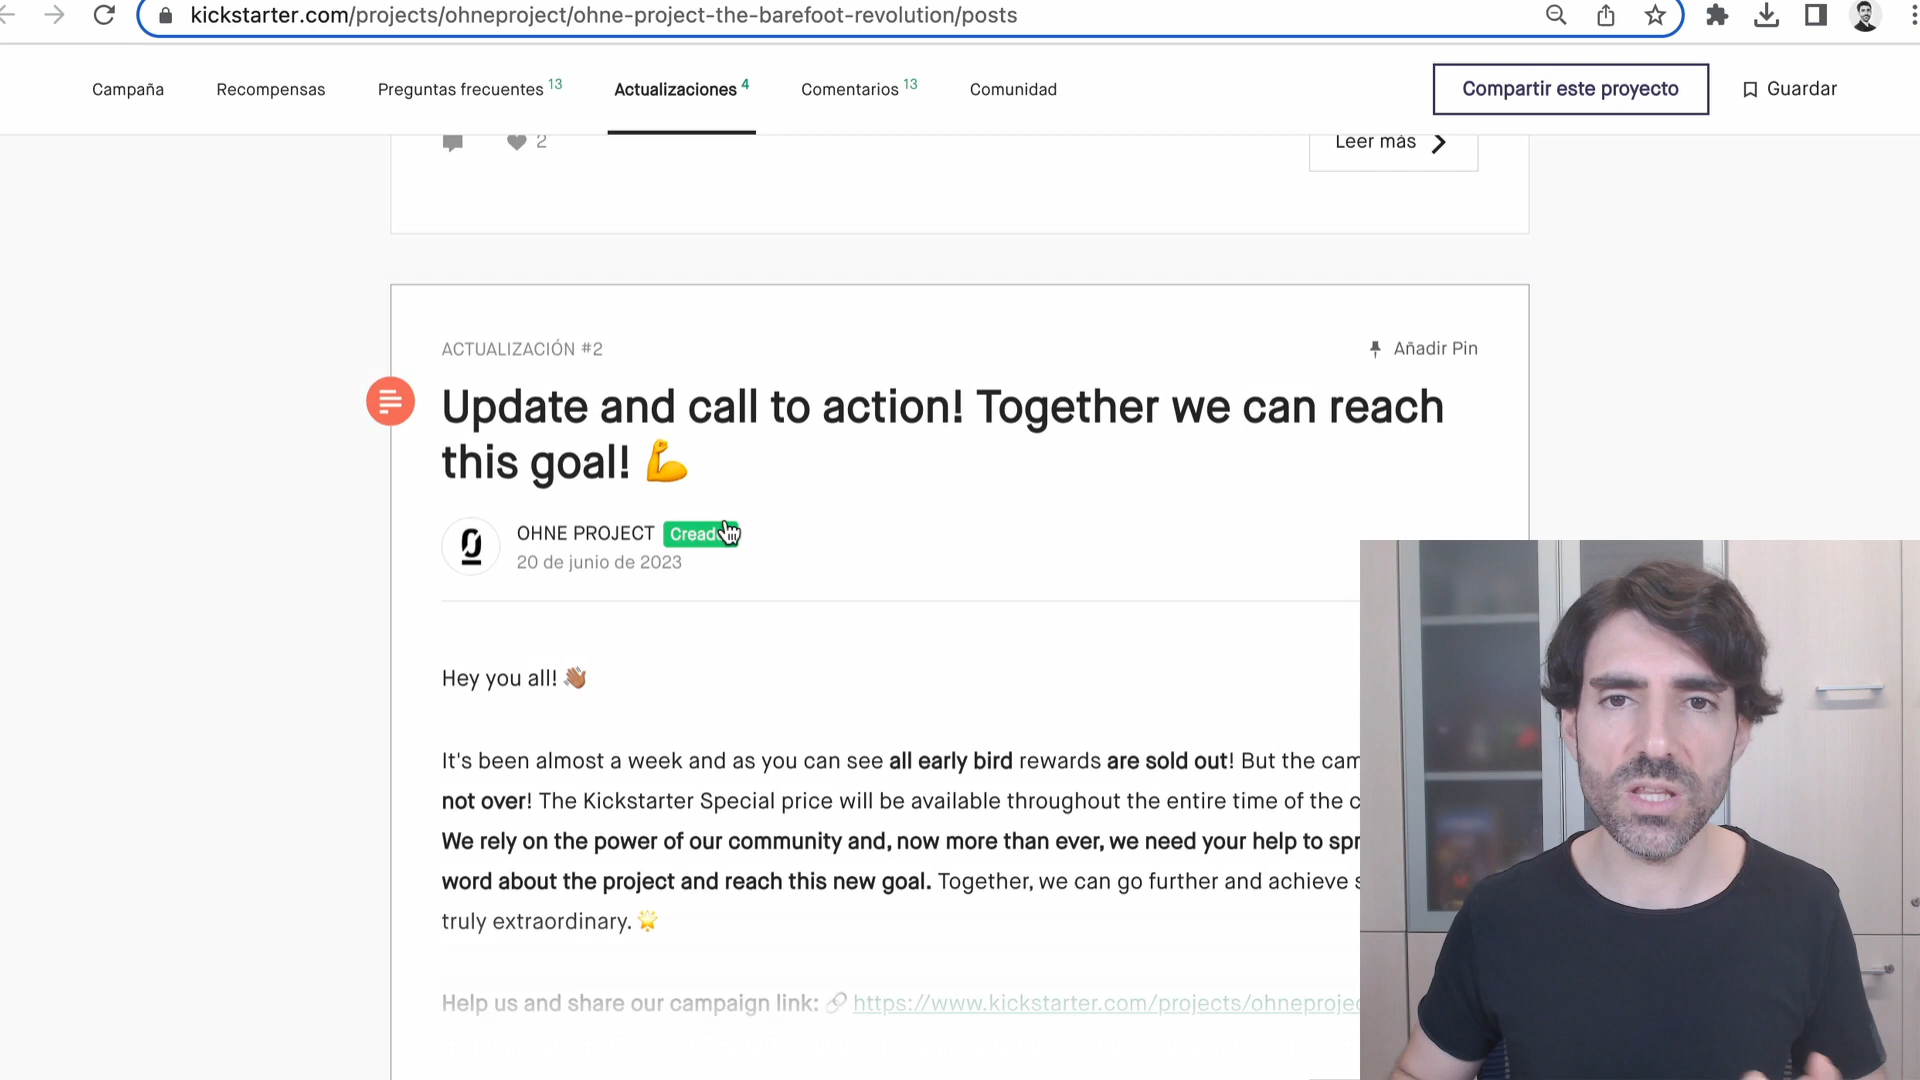 kickstarter.com/projects/ohneproject/ohne-project-the-barefoot-revolution/posts
Campaña Recompensas Preguntas frecuentes 13 Actualizaciones 4 Comentarios 13 Comunidad Compartir este proyecto Guardar
2 Leer más
ACTUALIZACIÓN #2 Añadir Pin
Update and call to action! Together we can reach
this goal! 💪
OHNE PROJECT
20 de junio de 2023
Hey you all! 👋🏽
It's been almost a week and as you can see all early bird rewards are sold out! But the
not over! The Kickstarter Special price will be available throughout the entire time of the
We rely on the power of our community and, now more than ever, we need your help to
word about the project and reach this new goal. Together, we can go further and achieve
truly extraordinary. 🌟
Help us and share our campaign link: 🔗 https://www.kickstarter.com/projects/ohneprojec